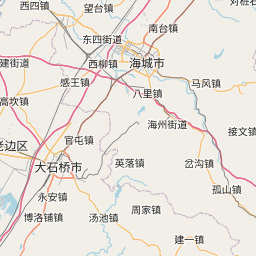 西四镇
望台镇
南台镇
东四街道
建街道
西柳镇
海城市
感王镇
马风镇
八里镇
高坎镇
海州街道
接文镇
官屯镇
老边区
大石桥市
英落镇
岔沟镇
孤山镇
永安镇
周家镇
博洛铺镇
汤池镇
建一镇